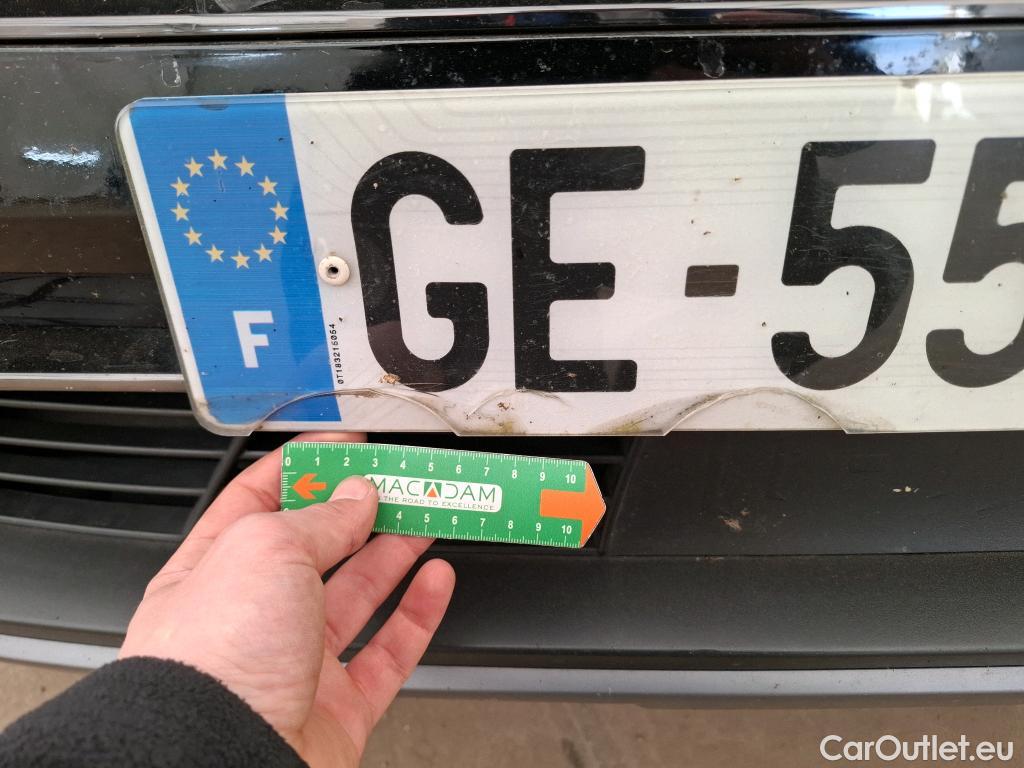 F
0T183215054
GE-55
0 1 2 3 4 5 6 7 8 9 10
MACADAM
THE ROAD TO EXCELLENCE
4 5 6 7 8 9 10
CarOutlet.eu